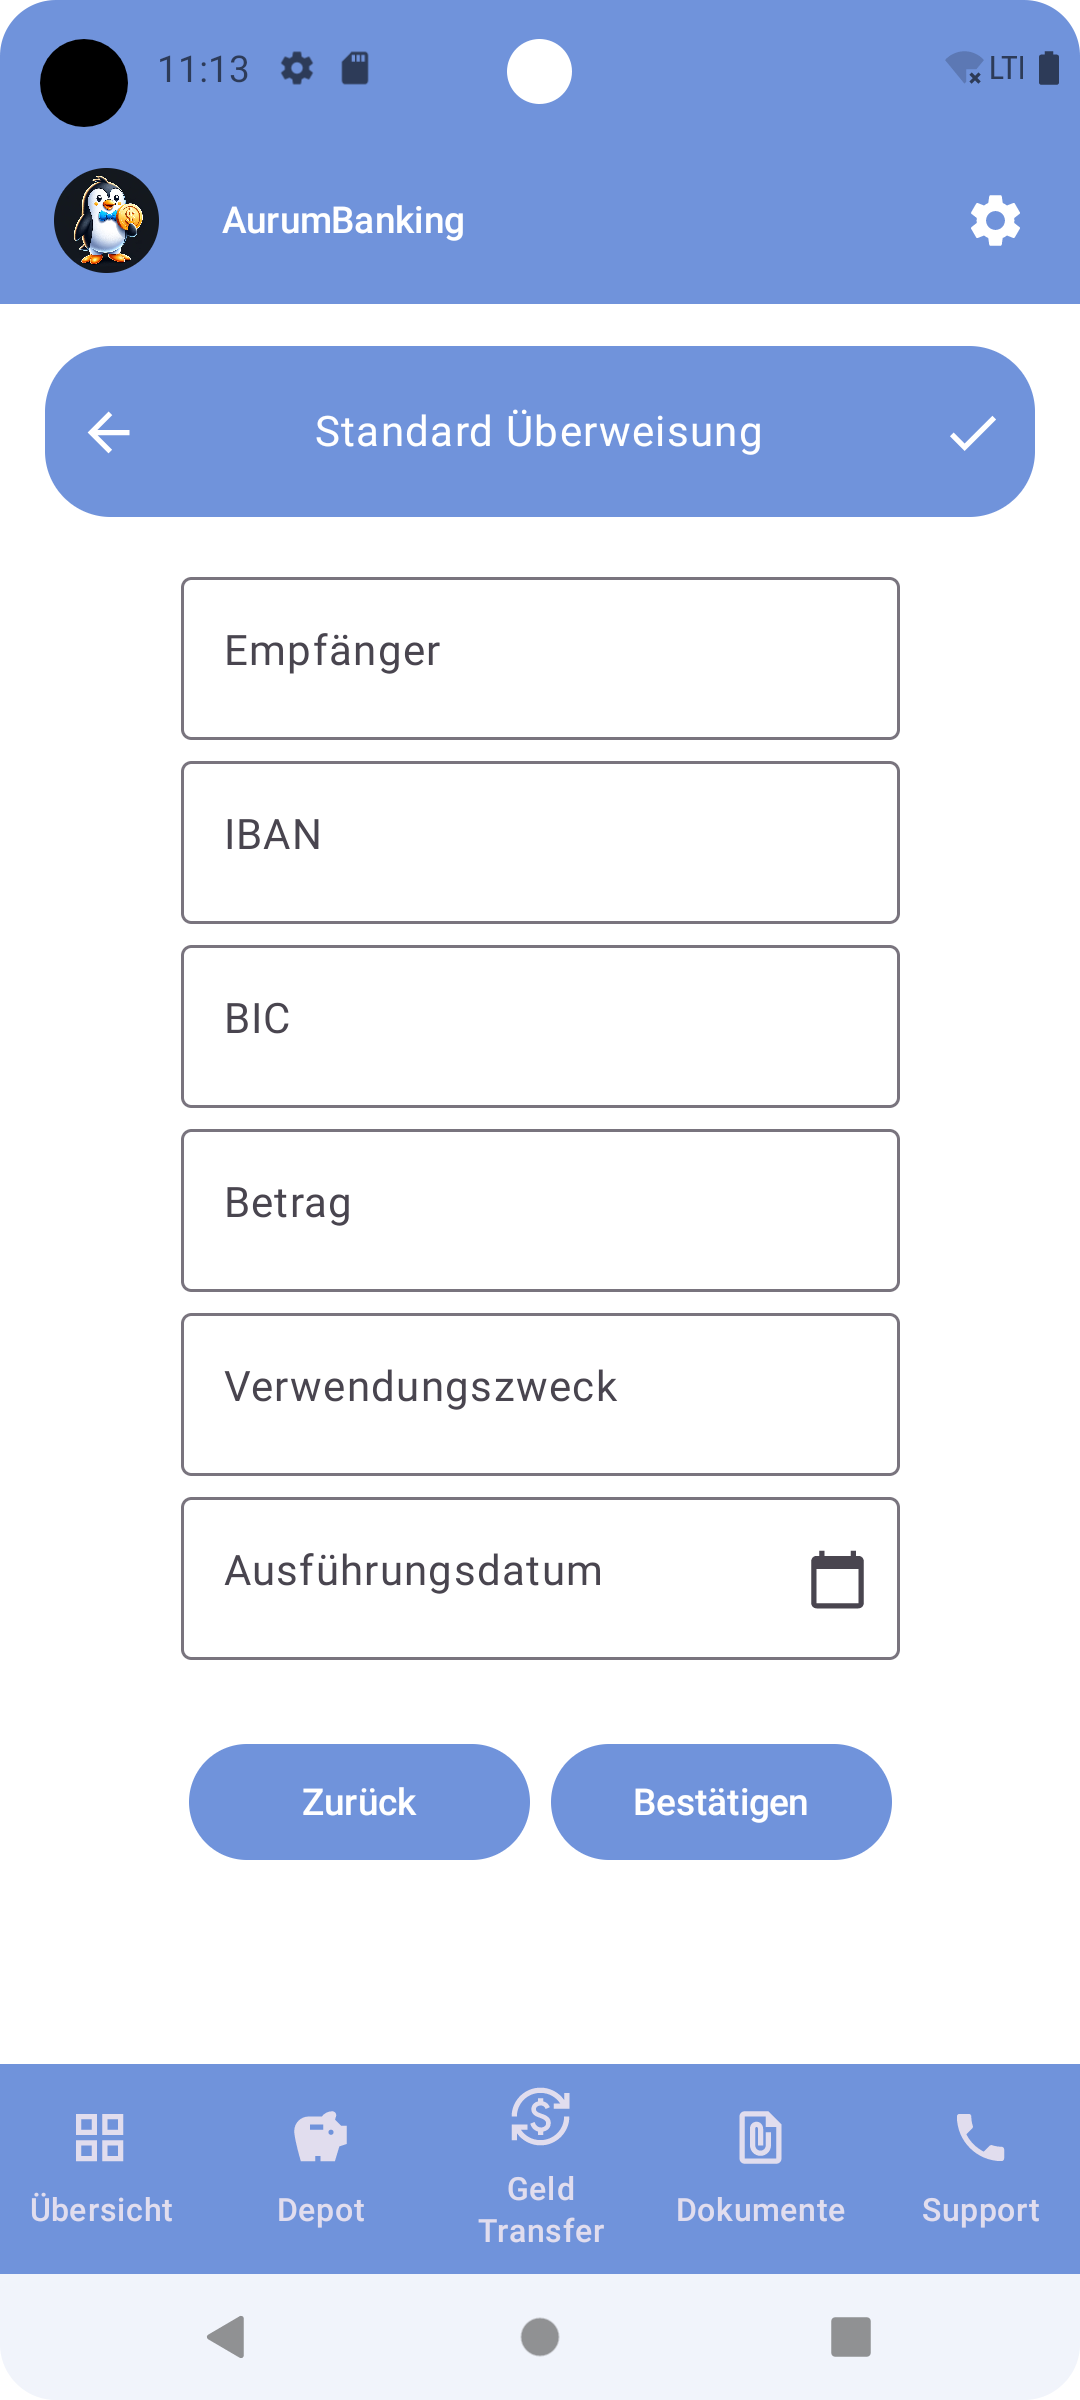 11:13
LTI
AurumBanking
Standard Überweisung
Empfänger
IBAN
BIC
Betrag
Verwendungszweck
Ausführungsdatum
Zurück
Bestätigen
Übersicht
Depot
Geld
Transfer
Dokumente
Support